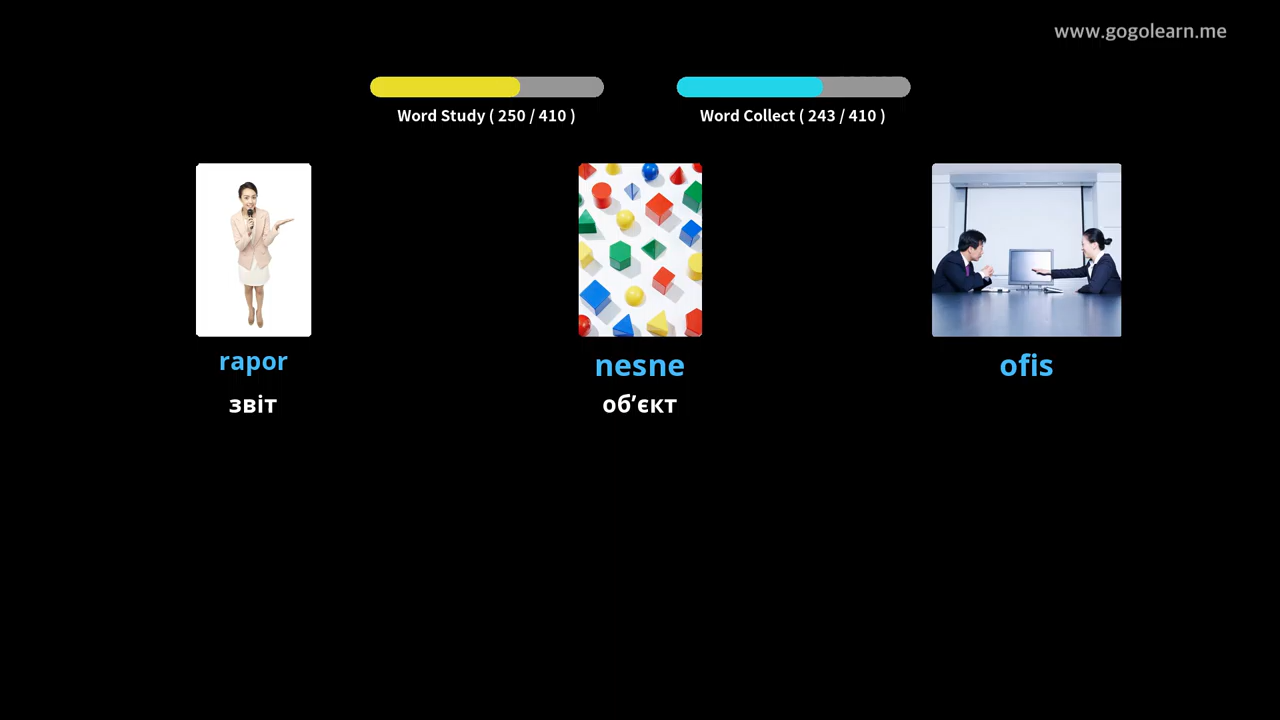 www.gogolearn.me
Word Study ( 250 / 410 )
Word Collect ( 243 / 410 )
rapor
nesne
ofis
звіт
об’єкт